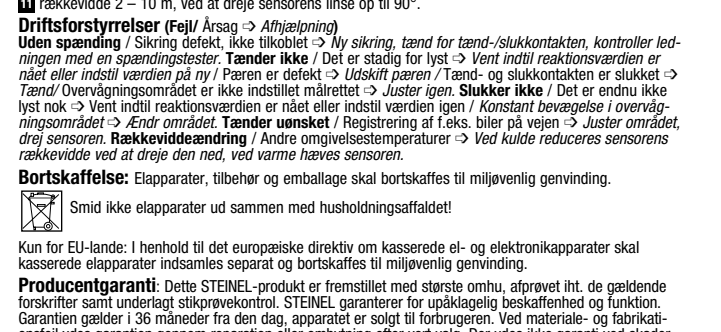 11 rækkevidde 2 – 10 m, ved at dreje sensorens linse op til 90°.
Driftsforstyrrelser (Fejl/ Årsag ➩ Afhjælpning)
Uden spænding / Sikring defekt, ikke tilkoblet ➩ Ny sikring, tænd for tænd-/slukkontakten, kontroller led-
ningen med en spændingstester. Tænder ikke / Det er stadig for lyst ➩ Vent indtil reaktionsværdien er
nået eller indstil værdien på ny / Pæren er defekt ➩ Udskift pæren / Tænd- og slukkontakten er slukket ➩
Tænd/ Overvågningsområdet er ikke indstillet målrettet ➩ Juster igen. Slukker ikke / Det er endnu ikke
lyst nok ➩ Vent indtil reaktionsværdien er nået eller indstil værdien igen / Konstant bevægelse i overvåg-
ningsområdet ➩ Ændr området. Tænder uønsket / Registrering af f.eks. biler på vejen ➩ Juster området,
drej sensoren. Rækkeviddeændring / Andre omgivelsestemperaturer ➩ Ved kulde reduceres sensorens
rækkevidde ved at dreje den ned, ved varme hæves sensoren.
Bortskaffelse: Elapparater, tilbehør og emballage skal bortskaffes til miljøvenlig genvinding.
Smid ikke elapparater ud sammen med husholdningsaffaldet!
Kun for EU-lande: I henhold til det europæiske direktiv om kasserede el- og elektronikapparater skal
kasserede elapparater indsamles separat og bortskaffes til miljøvenlig genvinding.
Producentgaranti: Dette STEINEL-produkt er fremstillet med største omhu, afprøvet iht. de gældende
forskrifter samt underlagt stikprøvekontrol. STEINEL garanterer for upåklagelig beskaffenhed og funktion.
Garantien gælder i 36 måneder fra den dag, apparatet er solgt til forbrugeren. Ved materiale- og fabrikati-